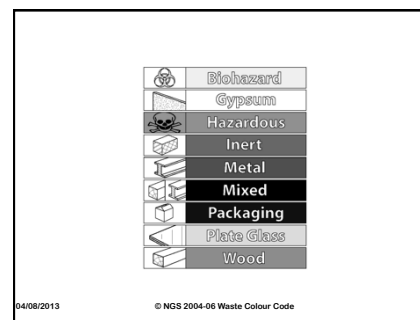 Biohazard
Gypsum
Hazardous
Inert
Metal
Mixed
Packaging
Plate Glass
Wood
04/08/2013 © NGS 2004-06 Waste Colour Code